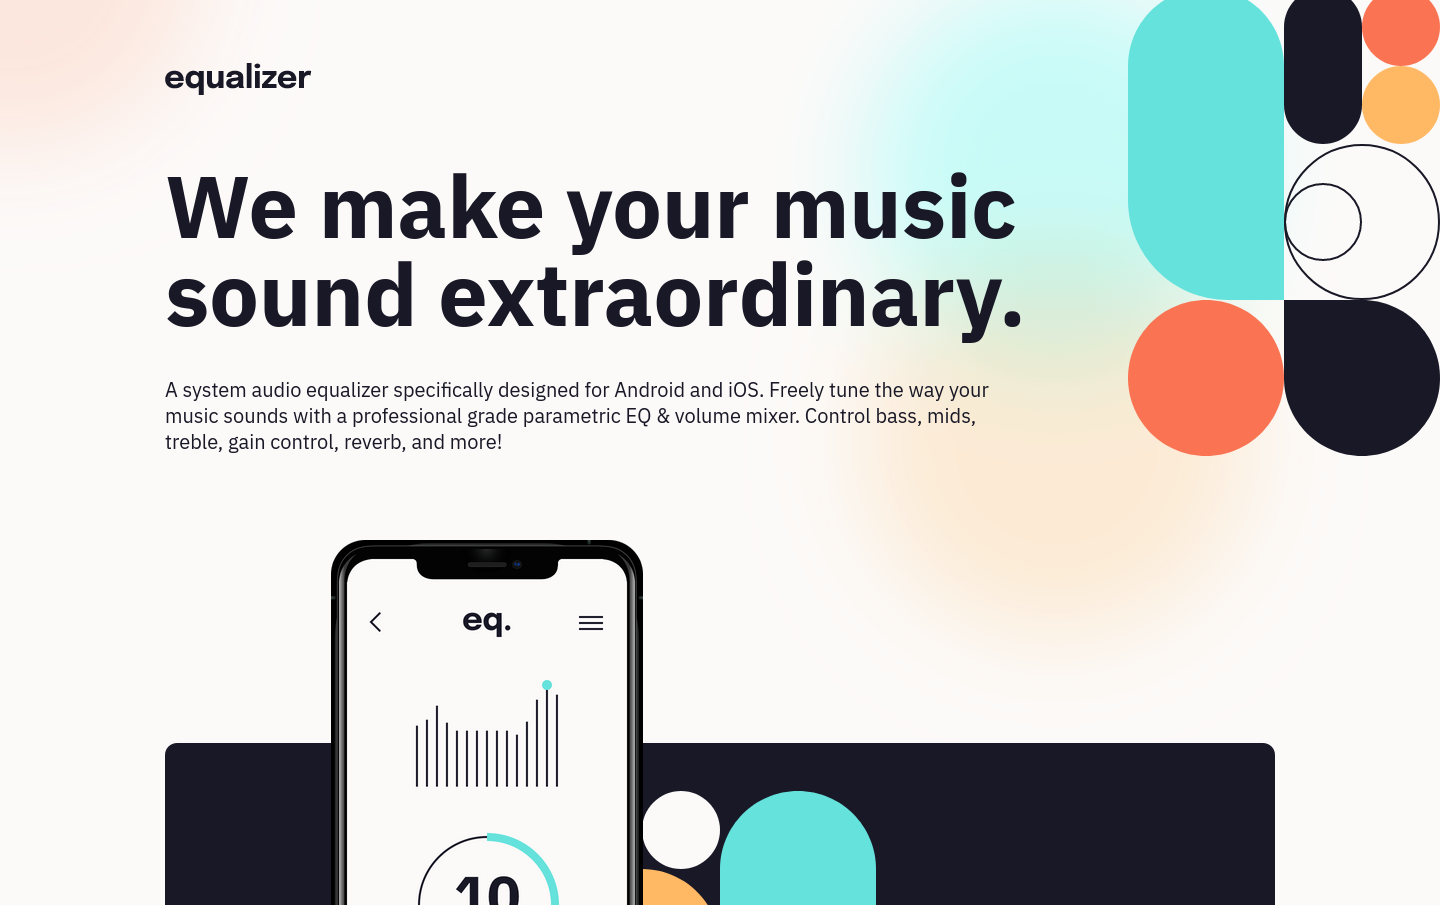 equalizer
We make your music
sound extraordinary.
A system audio equalizer specifically designed for Android and iOS. Freely tune the way your
music sounds with a professional grade parametric EQ & volume mixer. Control bass, mids,
treble, gain control, reverb, and more!
eq.
10